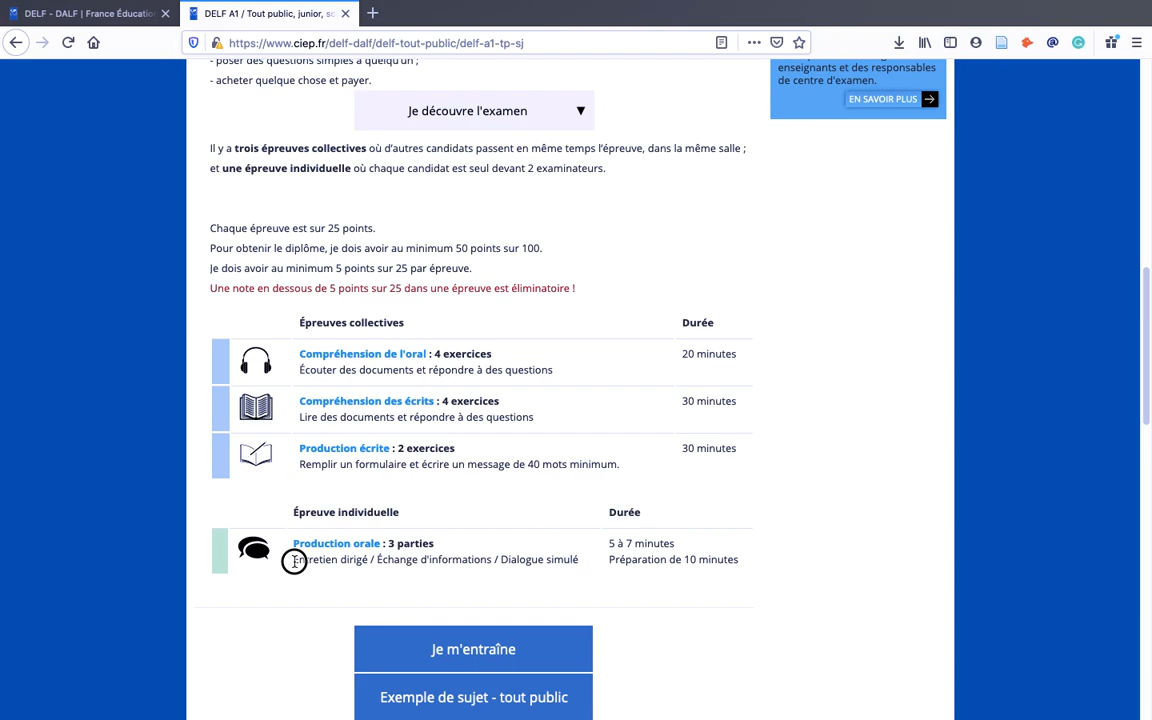 DELF - DALF | France Éducation
DELF A1 / Tout public, junior, sc
https://www.ciep.fr/delf-dalf/delf-tout-public/delf-a1-tp-sj
- poser des questions simples à quelqu'un ;
- acheter quelque chose et payer.
enseignants et des responsables
de centre d'examen.
EN SAVOIR PLUS
Je découvre l'examen
Il y a trois épreuves collectives où d’autres candidats passent en même temps l’épreuve, dans la même salle ;
et une épreuve individuelle où chaque candidat est seul devant 2 examinateurs.
Chaque épreuve est sur 25 points.
Pour obtenir le diplôme, je dois avoir au minimum 50 points sur 100.
Je dois avoir au minimum 5 points sur 25 par épreuve.
Une note en dessous de 5 points sur 25 dans une épreuve est éliminatoire !
Épreuves collectives Durée
Compréhension de l'oral : 4 exercices 20 minutes
Écouter des documents et répondre à des questions
Compréhension des écrits : 4 exercices 30 minutes
Lire des documents et répondre à des questions
Production écrite : 2 exercices 30 minutes
Remplir un formulaire et écrire un message de 40 mots minimum.
Épreuve individuelle Durée
Production orale : 3 parties 5 à 7 minutes
Entretien dirigé / Échange d'informations / Dialogue simulé Préparation de 10 minutes
Je m'entraîne
Exemple de sujet - tout public